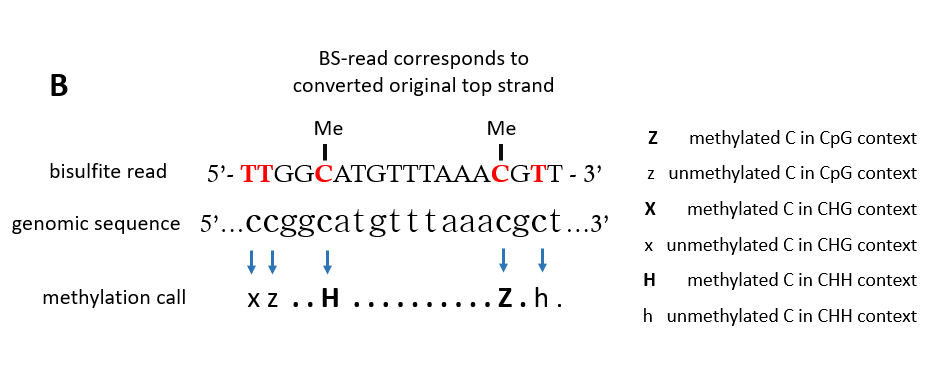 BS-read corresponds to
converted original top strand
B
Me Me
bisulfite read 5’- TTGGCATGTTTAAACGTT - 3’
genomic sequence 5’...ccggcatgtttaaacgct...3’
methylation call x z . . H . . . . . . . . . . Z . h .
Z methylated C in CpG context
z unmethylated C in CpG context
X methylated C in CHG context
x unmethylated C in CHG context
H methylated C in CHH context
h unmethylated C in CHH context